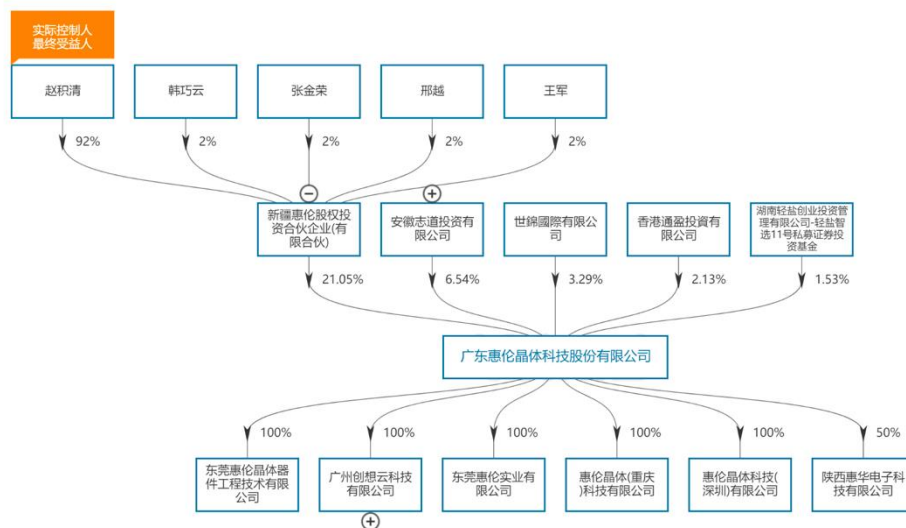 实际控制人
最终受益人
赵积清
韩巧云
张金荣
邢越
王军
92%
2%
2%
2%
2%
新疆惠伦股权投
资合伙企业(有
限合伙)
安徽志道投资有
限公司
世錦國際有限公
司
香港通盈投資有
限公司
湖南轻盐创业投资管
理有限公司-轻盐智
选11号私募证券投
资基金
21.05%
6.54%
3.29%
2.13%
1.53%
广东惠伦晶体科技股份有限公司
100%
100%
100%
100%
100%
50%
东莞惠伦晶体器
件工程技术有限
公司
广州创想云科技
有限公司
东莞惠伦实业有
限公司
惠伦晶体(重庆
)科技有限公司
惠伦晶体科技(
深圳)有限公司
陕西惠华电子科
技有限公司